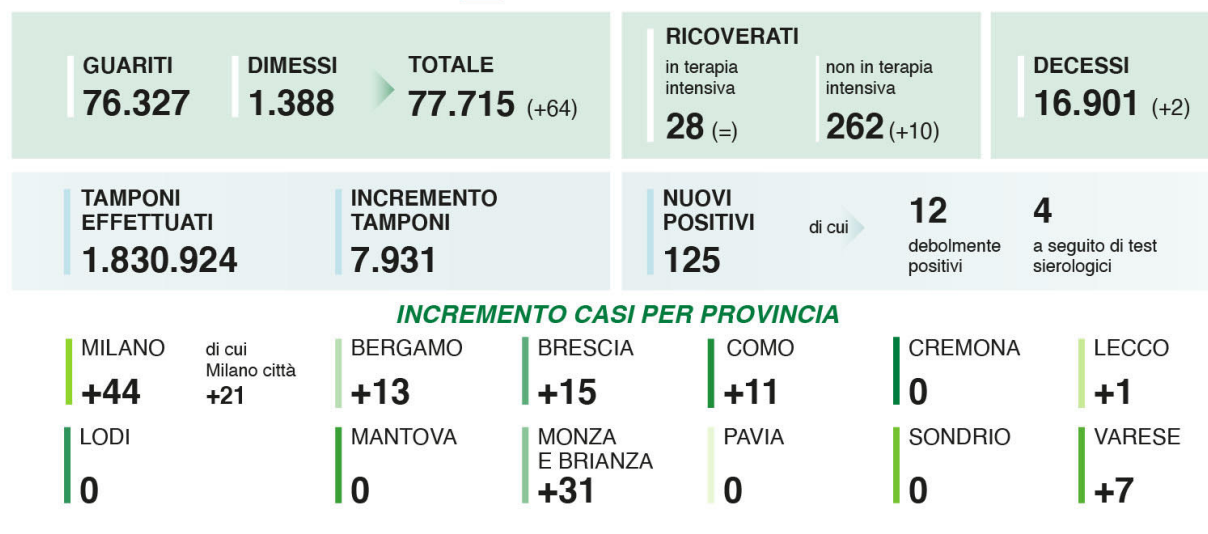 GUARITI
76.327
DIMESSI
1.388
TOTALE
77.715 (+64)
RICOVERATI
in terapia
intensiva
28 (=)
non in terapia
intensiva
262 (+10)
DECESSI
16.901 (+2)
TAMPONI
EFFETTUATI
1.830.924
INCREMENTO
TAMPONI
7.931
NUOVI
POSITIVI
125
di cui
12
debolmente
positivi
4
a seguito di test
sierologici
INCREMENTO CASI PER PROVINCIA
MILANO
+44
di cui
Milano città
+21
BERGAMO
+13
BRESCIA
+15
COMO
+11
CREMONA
0
LECCO
+1
LODI
0
MANTOVA
0
MONZA
E BRIANZA
+31
PAVIA
0
SONDRIO
0
VARESE
+7